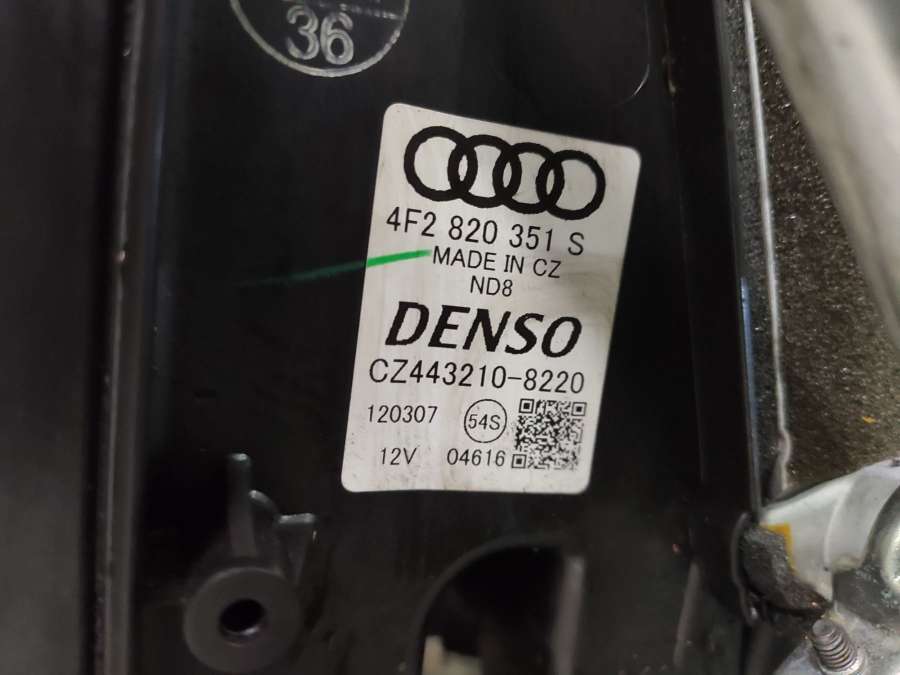 36
4F2 820 351 S
MADE IN CZ
ND8
DENSO
CZ443210-8220
120307 54S
12V 04616